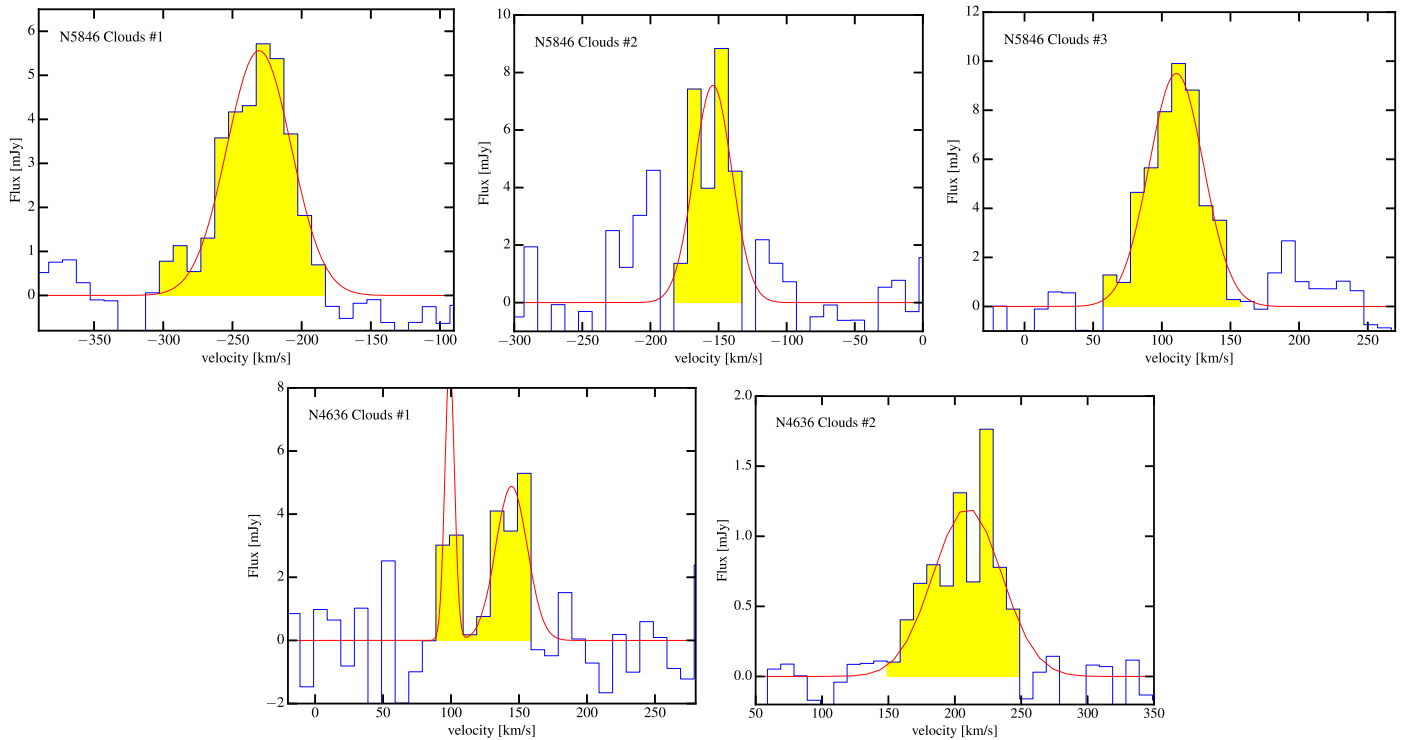 N5846 Clouds #1
Flux [mJy]
6
5
4
3
2
1
0
−350 −300 −250 −200 −150 −100
velocity [km/s]
N5846 Clouds #2
Flux [mJy]
10
8
6
4
2
0
−300 −250 −200 −150 −100 −50 0
velocity [km/s]
N5846 Clouds #3
Flux [mJy]
12
10
8
6
4
2
0
0 50 100 150 200 250
velocity [km/s]
N4636 Clouds #1
Flux [mJy]
8
6
4
2
0
−2
0 50 100 150 200 250
velocity [km/s]
N4636 Clouds #2
Flux [mJy]
2.0
1.5
1.0
0.5
0.0
50 100 150 200 250 300 350
velocity [km/s]